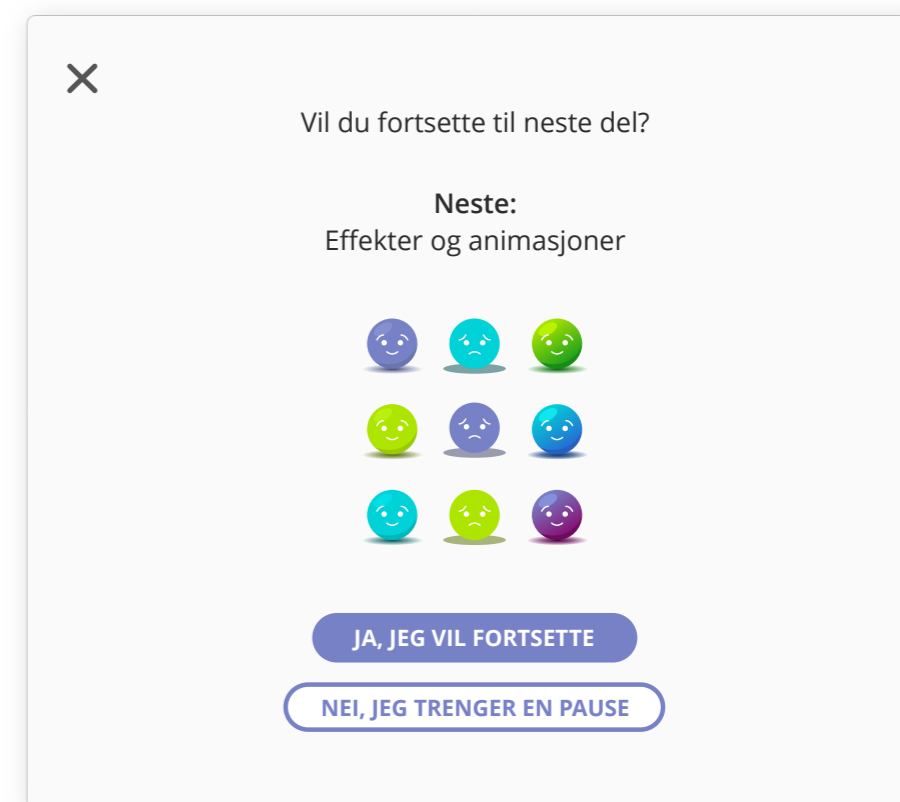 Vil du fortsette til neste del?
Neste:
Effekter og animasjoner
JA, JEG VIL FORTSETTE
NEI, JEG TRENGER EN PAUSE